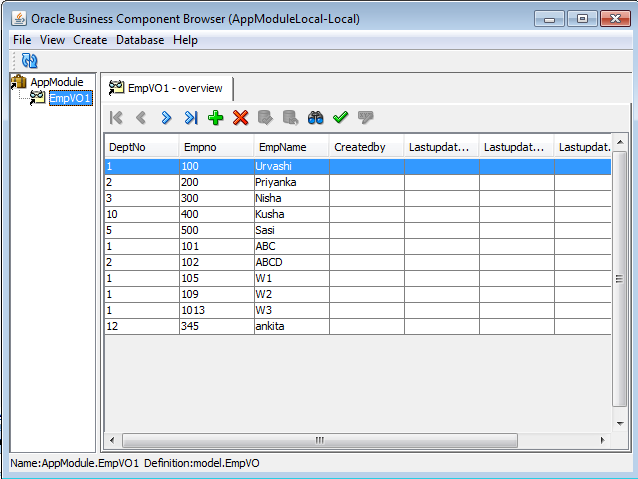 Oracle Business Component Browser (AppModuleLocal-Local)
File View Create Database Help
AppModule
EmpVO1
EmpVO1 - overview
DeptNo Empno EmpName Createdby Lastupdat... Lastupdat... Lastupdat.
1 100 Urvashi
2 200 Priyanka
3 300 Nisha
10 400 Kusha
5 500 Sasi
1 101 ABC
2 102 ABCD
1 105 W1
1 109 W2
1 1013 W3
12 345 ankita
Name:AppModule.EmpVO1 Definition:model.EmpVO